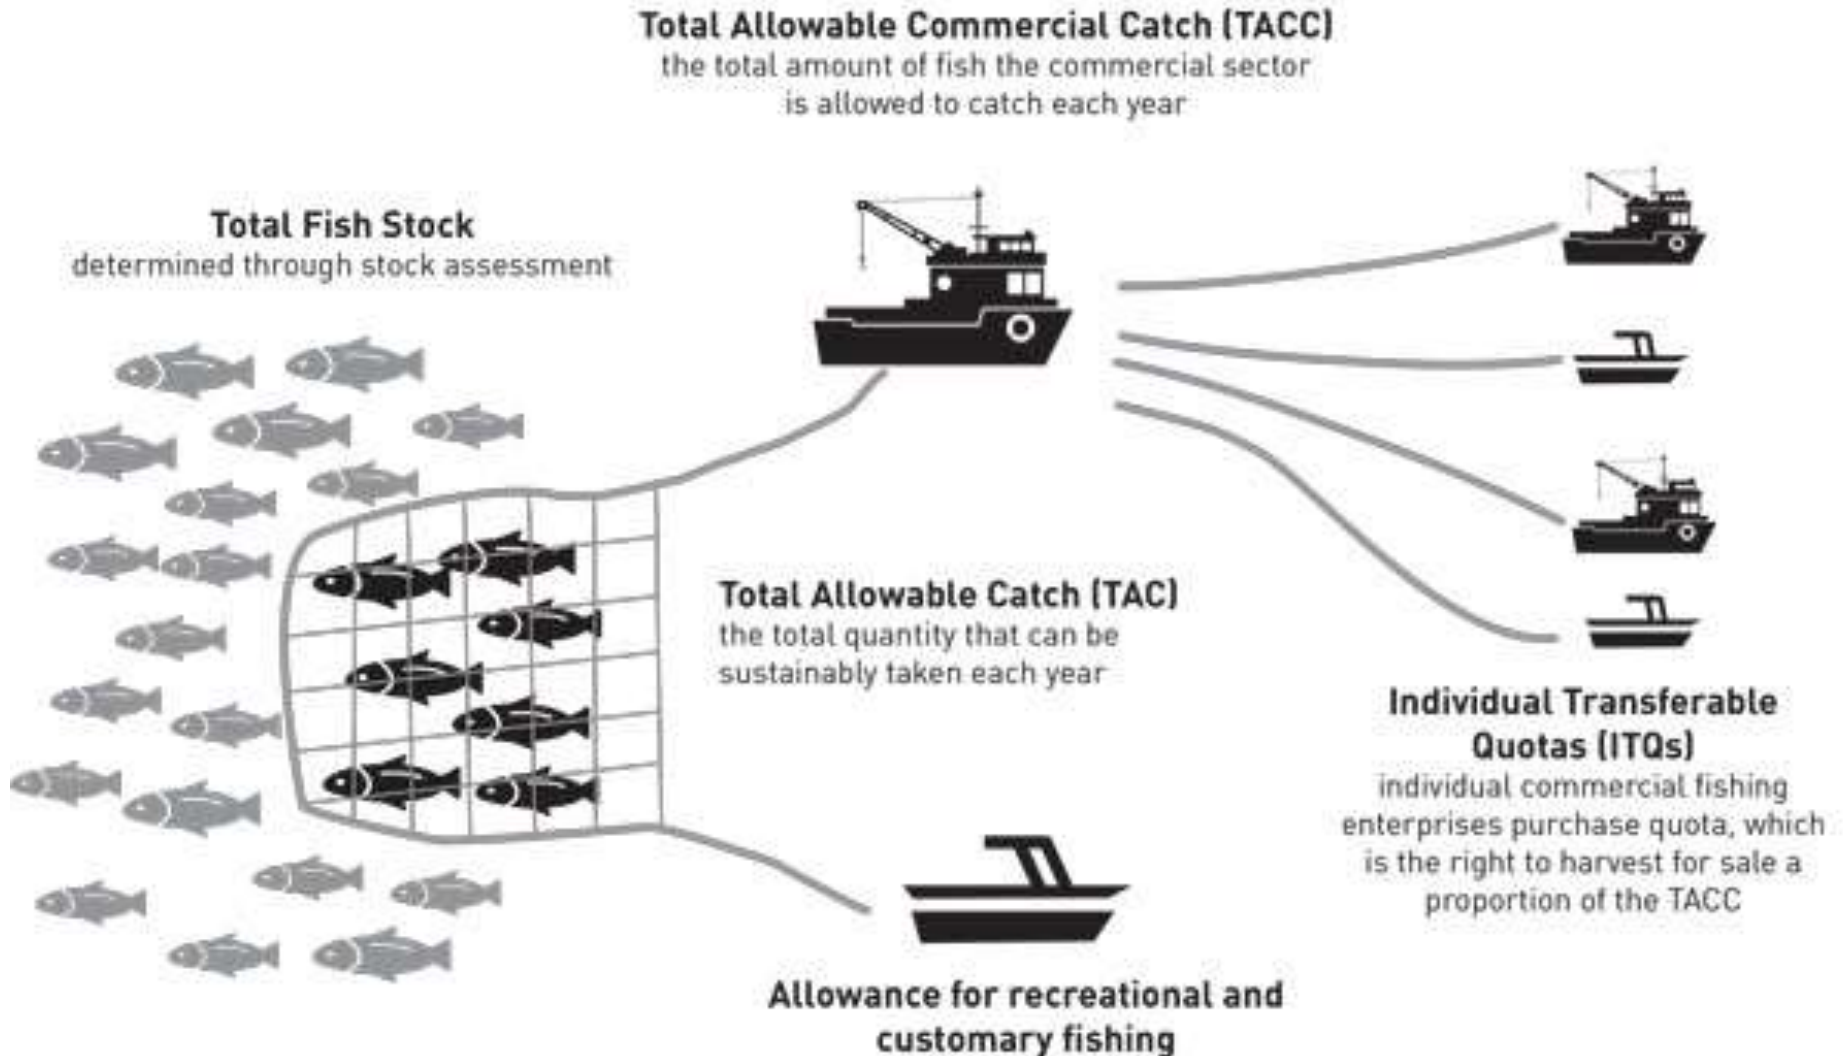 Total Allowable Commercial Catch (TACC)
the total amount of fish the commercial sector
is allowed to catch each year
Total Fish Stock
determined through stock assessment
Total Allowable Catch (TAC)
the total quantity that can be
sustainably taken each year
Individual Transferable
Quotas (ITQs)
individual commercial fishing
enterprises purchase quota, which
is the right to harvest for sale a
proportion of the TACC
Allowance for recreational and
customary fishing